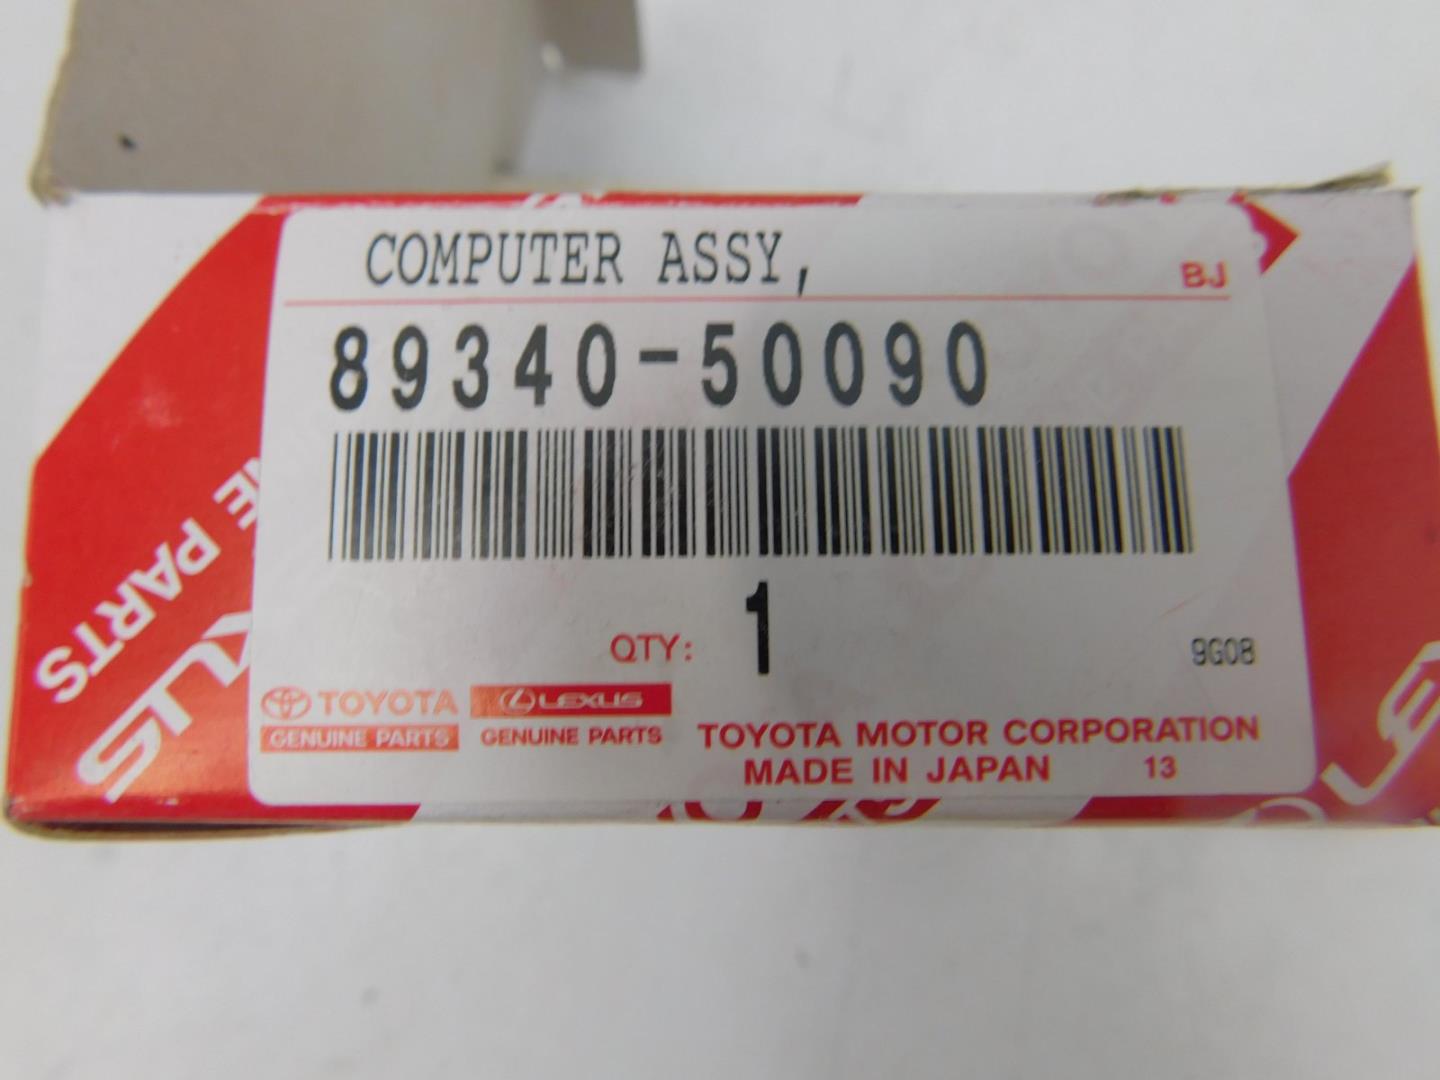 COMPUTER ASSY,
BJ
89340-50090
QTY: 1
9G08
TOYOTA
GENUINE PARTS
LEXUS
GENUINE PARTS
TOYOTA MOTOR CORPORATION
MADE IN JAPAN 13
PARTS